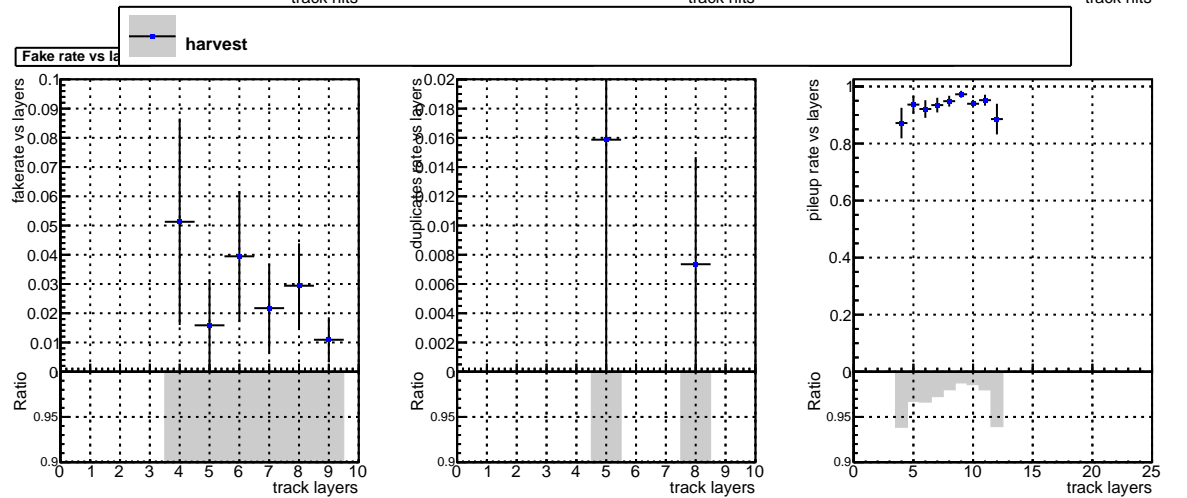 track hits track hits track hits
harvest
Fake rate vs la
fakerate vs layers
0.1
0.09
0.08
0.07
0.06
0.05
0.04
0.03
0.02
0.01
0
Ratio
0.95
0.9
0 1 2 3 4 5 6 7 8 9 10
track layers
duplicates rate vs layers
0.02
0.016
0.014
0.012
0.01
0.008
0.006
0.004
0.002
0
Ratio
0.95
0.9
0 1 2 3 4 5 6 7 8 9 10
track layers
pileup rate vs layers
1
0.8
0.6
0.4
0.2
0
Ratio
0.95
0.9
0 5 10 15 20 25
track layers